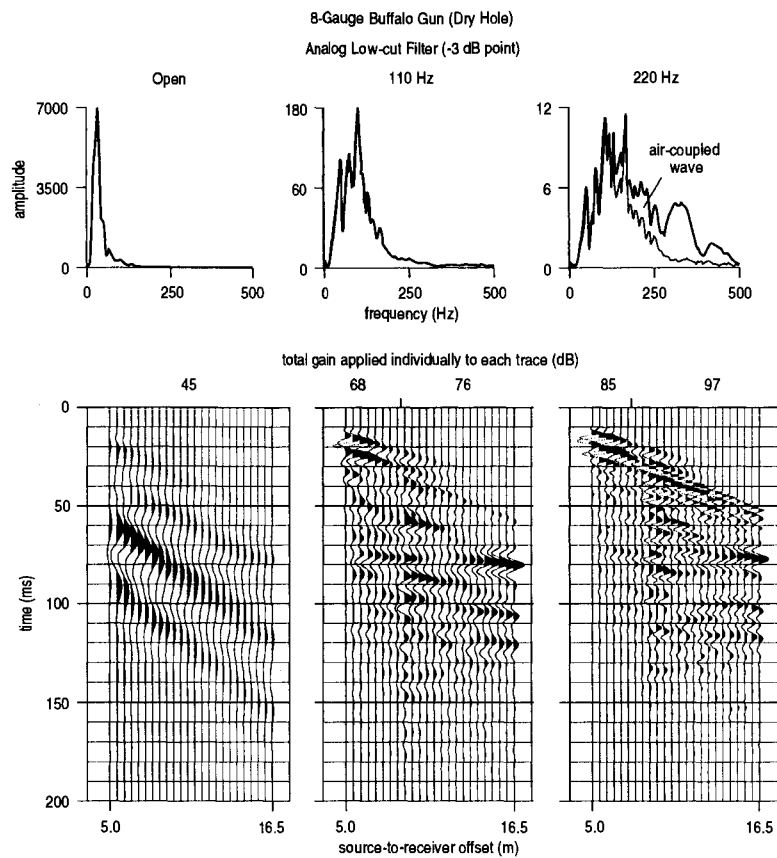 8-Gauge Buffalo Gun (Dry Hole)
Analog Low-cut Filter (-3 dB point)
Open
110 Hz
220 Hz
7000
3500
0
amplitude
0
250
500
180
60
0
0
250
500
frequency (Hz)
12
6
0
air-coupled
wave
0
250
500
total gain applied individually to each trace (dB)
45
68
76
85
97
0
50
100
150
200
time (ms)
5.0
16.5
5.0
16.5
5.0
16.5
source-to-receiver offset (m)